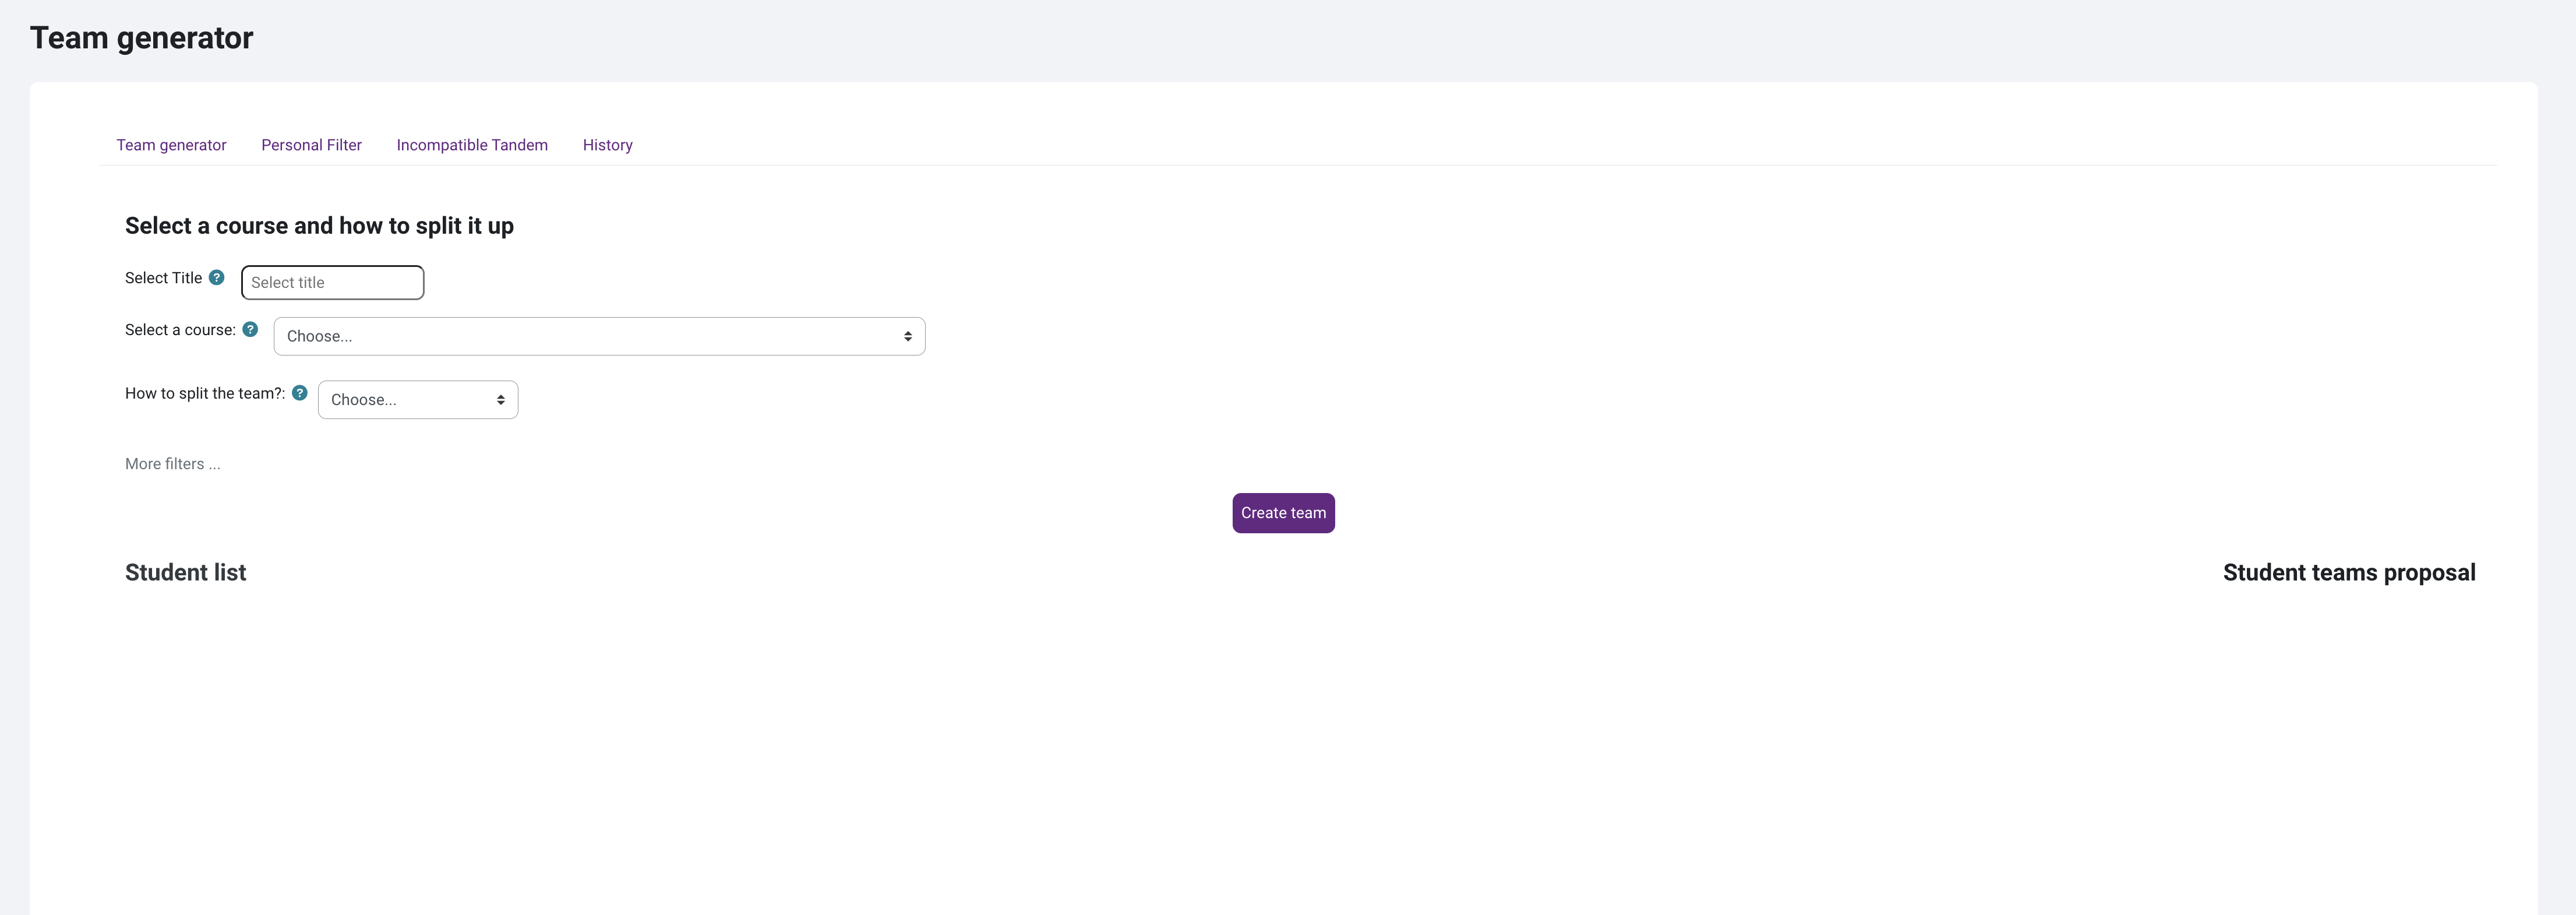 Team generator
Team generator Personal Filter Incompatible Tandem History
Select a course and how to split it up
Select Title ? Select title
Select a course: ? Choose...
How to split the team?: ? Choose...
More filters ...
Create team
Student list Student teams proposal